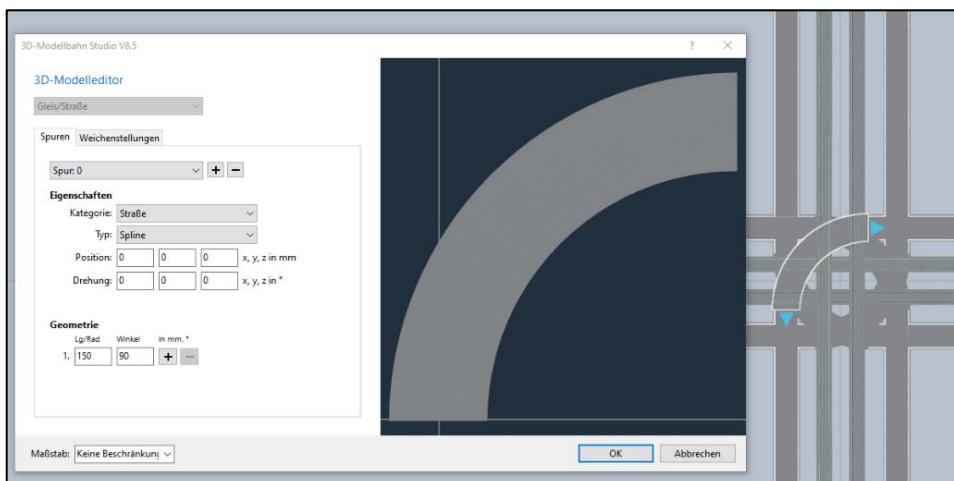 3D-Modellbahn Studio V8.5
? ×
3D-Modelleditor
Gleis/Straße
Spuren Weichenstellungen
Spur: 0 + −
Eigenschaften
Kategorie: Straße
Typ: Spline
Position: 0 0 0 x, y, z in mm
Drehung: 0 0 0 x, y, z in °
Geometrie
Lg/Rad Winkel in mm, °
1. 150 90 + −
Maßstab: Keine Beschränkung
OK Abbrechen